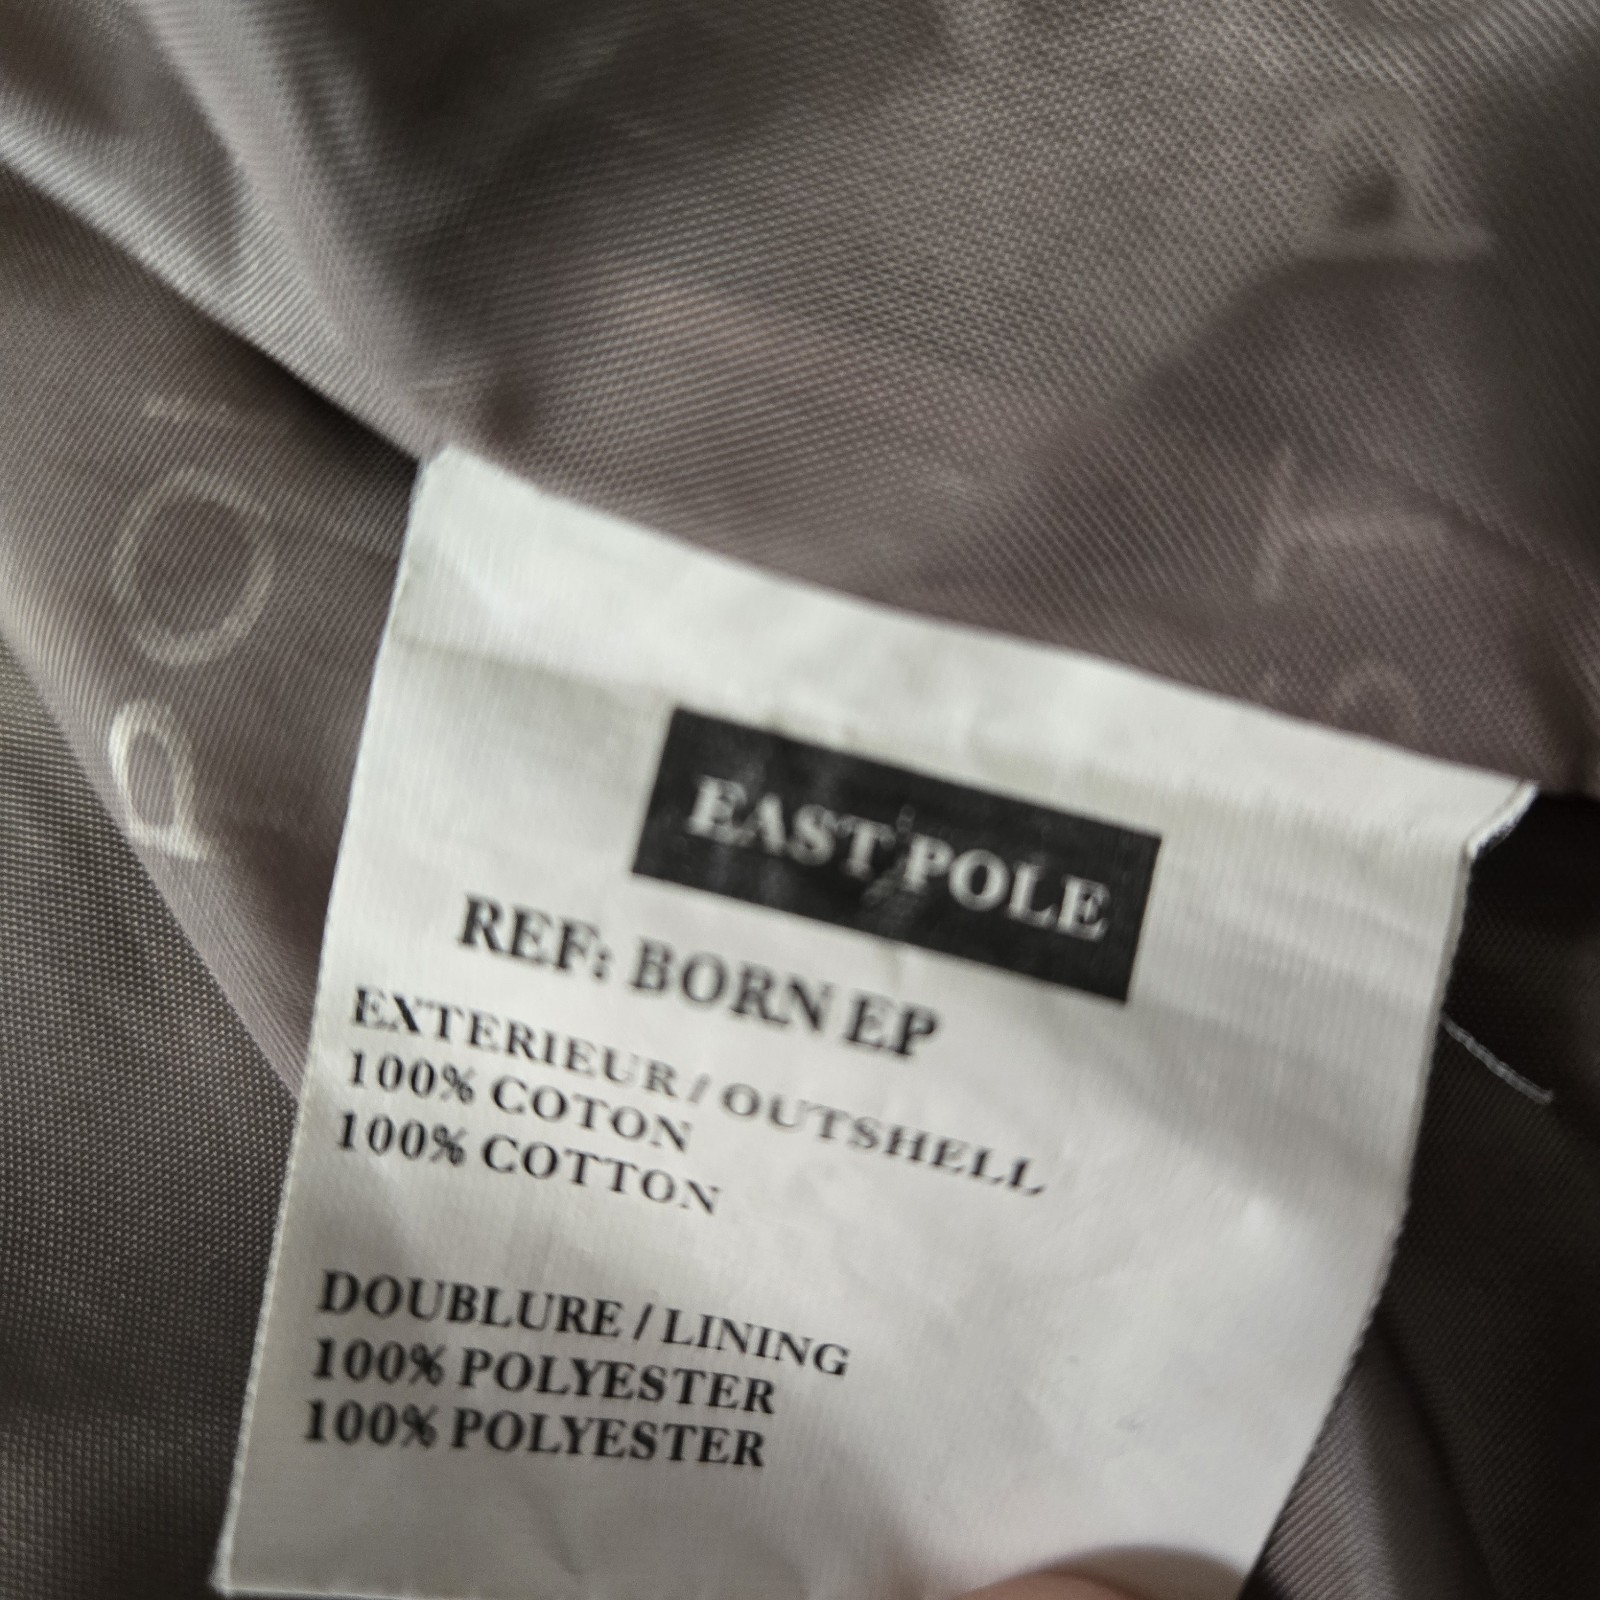 EAST POLE
REF: BORN EP
EXTERIEUR / OUTSHELL
100% COTON
100% COTTON
DOUBLURE / LINING
100% POLYESTER
100% POLYESTER